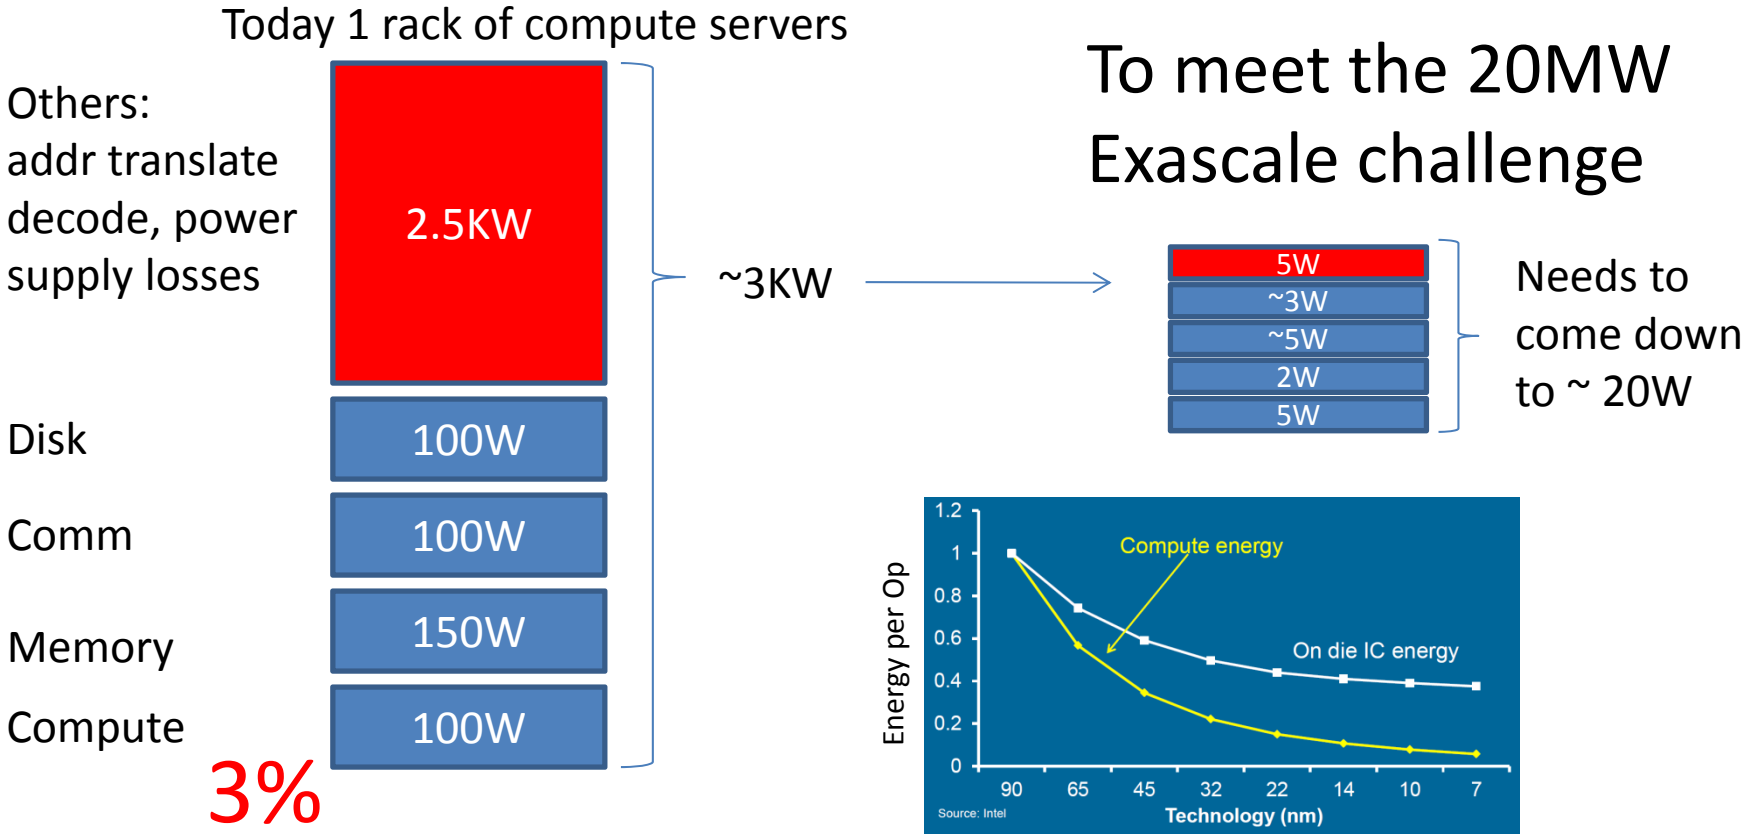 Today 1 rack of compute servers
Others:
addr translate
decode, power
supply losses
2.5KW
Disk
100W
Comm
100W
Memory
150W
Compute
100W
3%
~3KW
To meet the 20MW
Exascale challenge
5W
~3W
~5W
2W
5W
Needs to
come down
to ~ 20W
Energy per Op
1.2
1
0.8
0.6
0.4
0.2
0
Compute energy
On die IC energy
90 65 45 32 22 14 10 7
Source: Intel
Technology (nm)